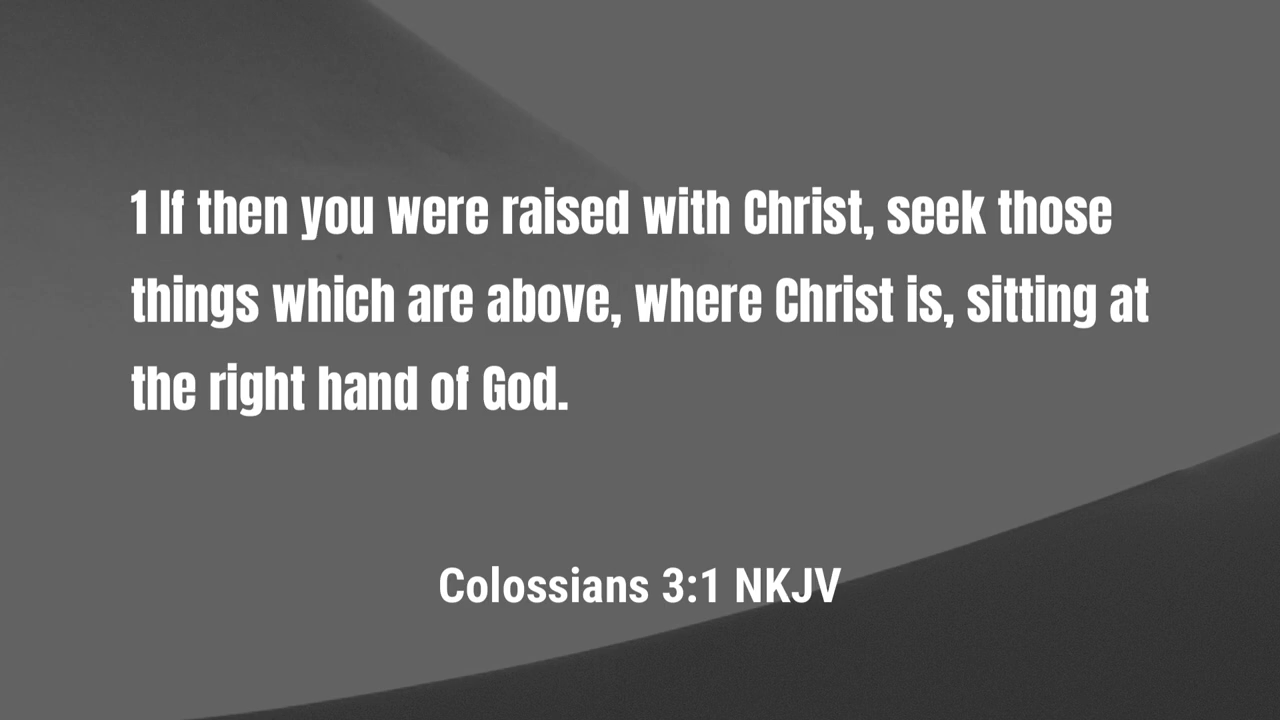 1 If then you were raised with Christ, seek those
things which are above, where Christ is, sitting at
the right hand of God.
Colossians 3:1 NKJV